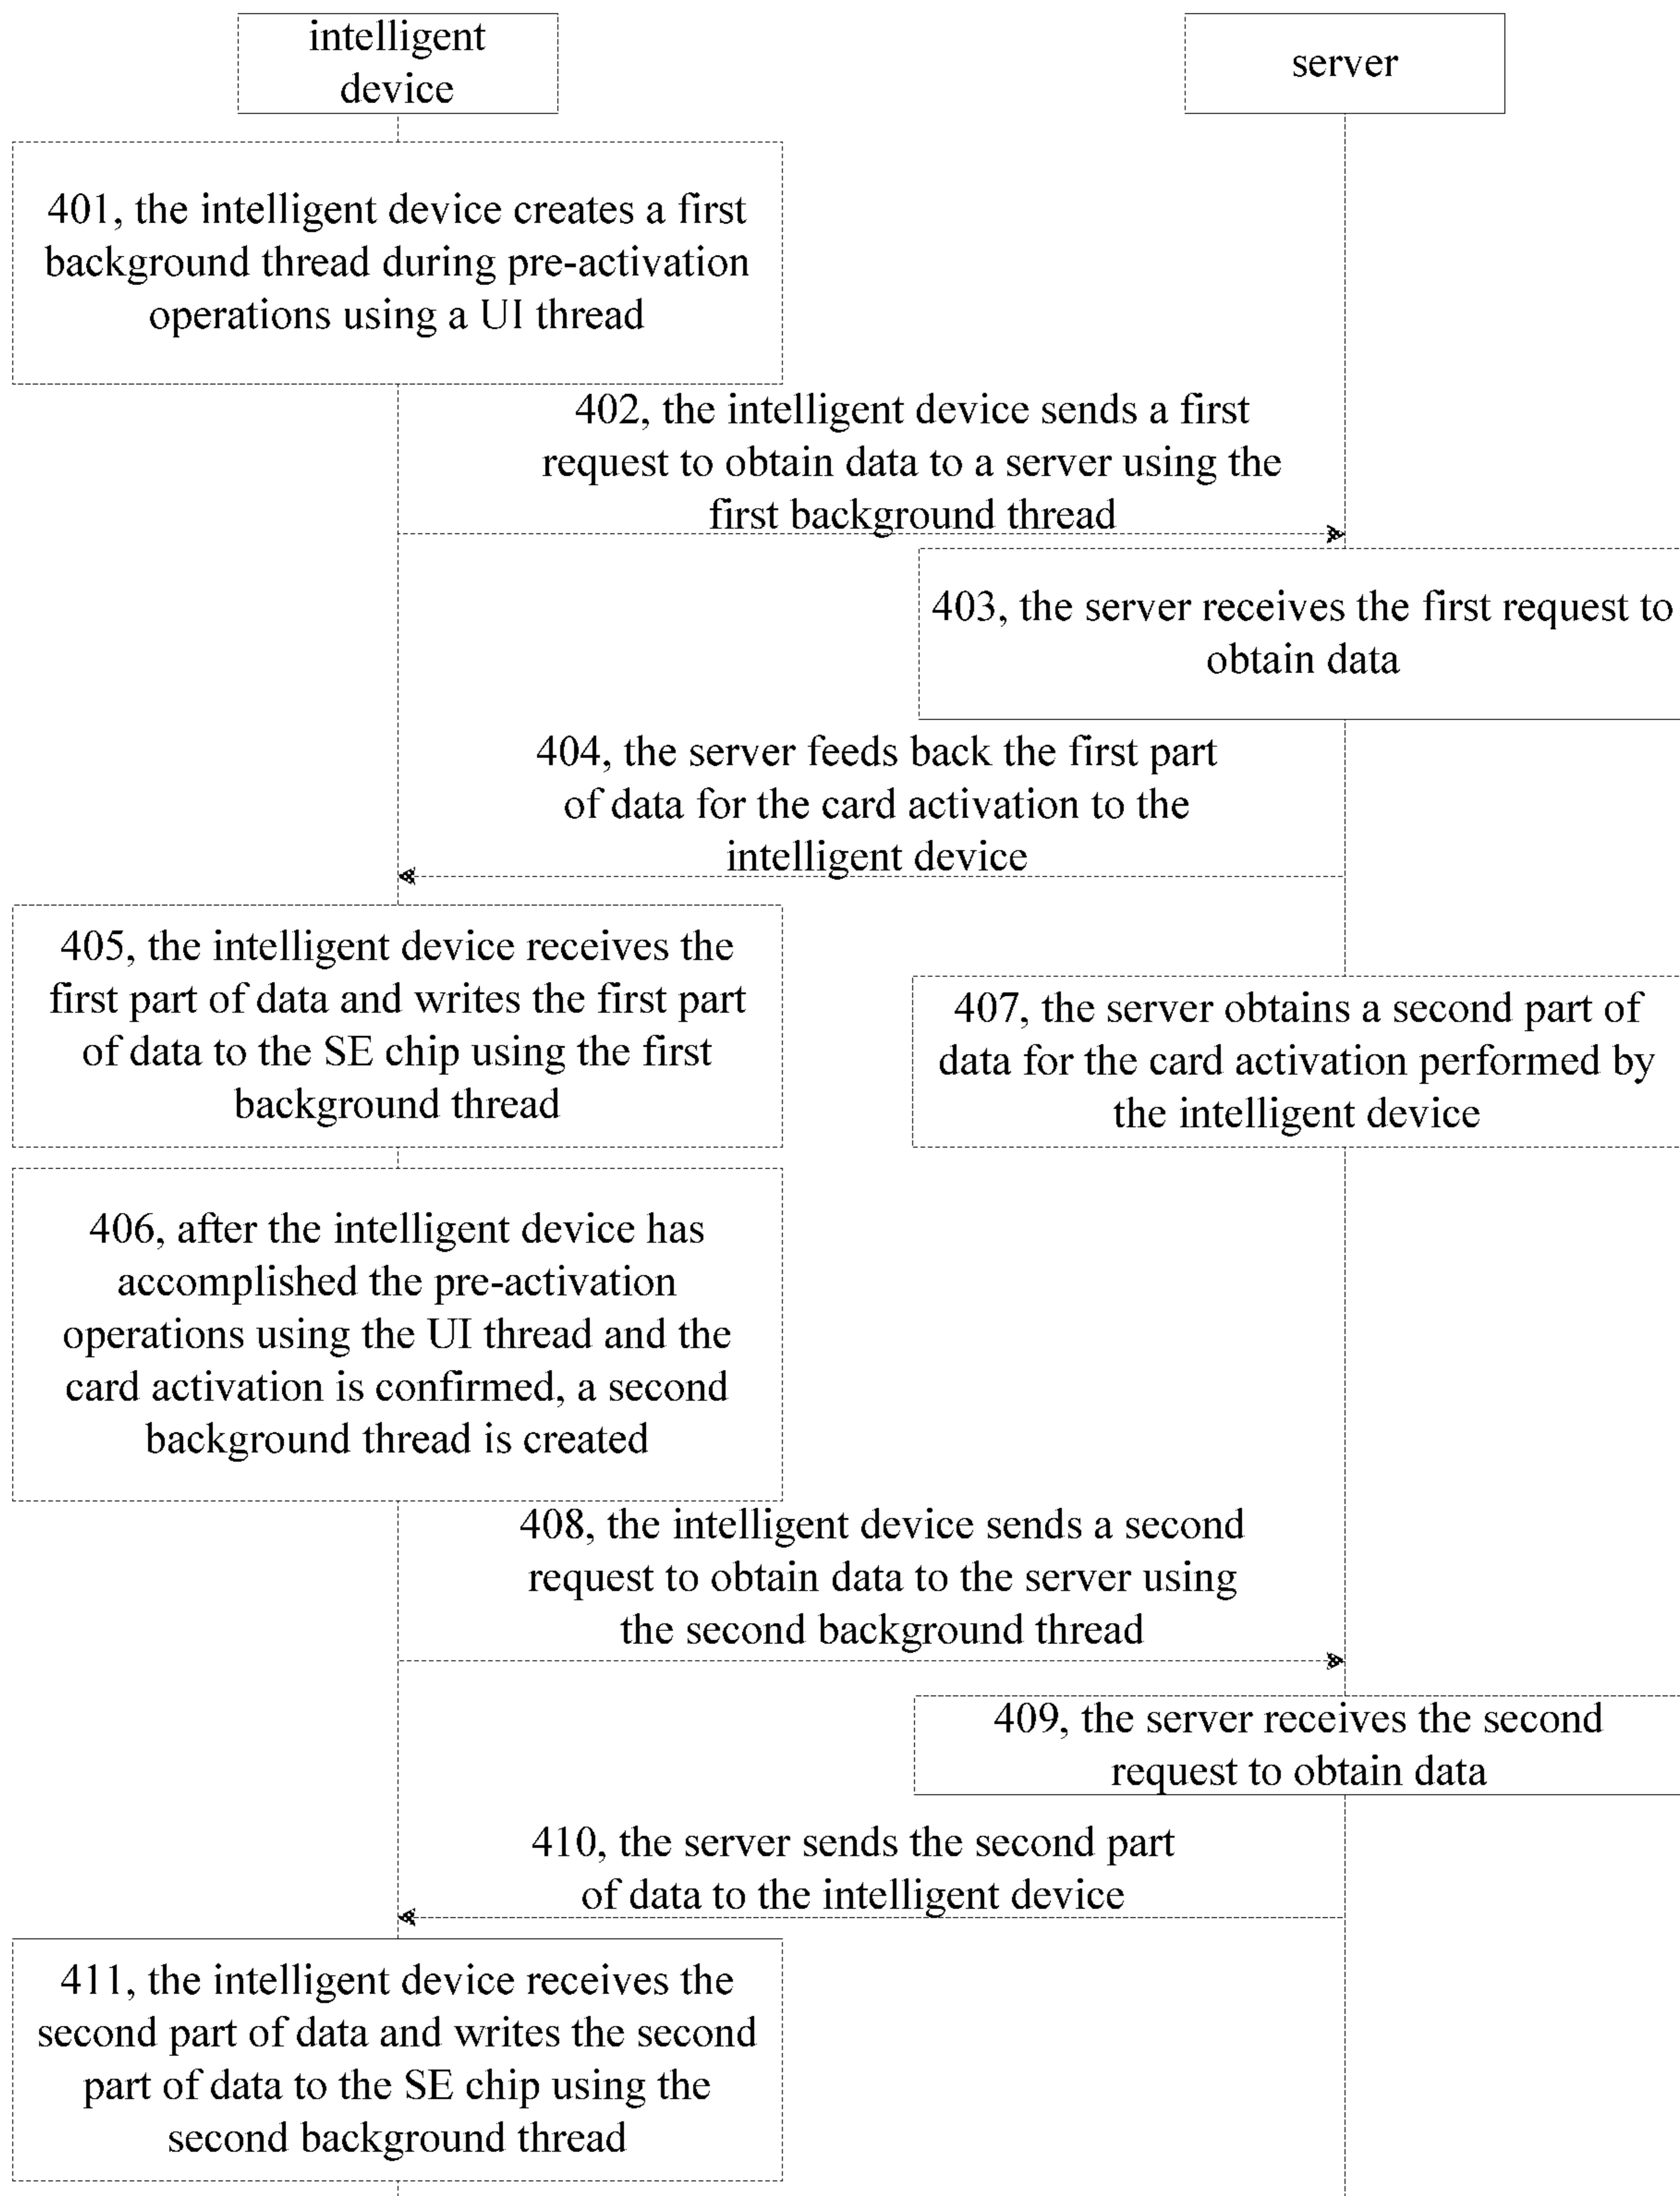 intelligent
device
server
401, the intelligent device creates a first
background thread during pre-activation
operations using a UI thread
402, the intelligent device sends a first
request to obtain data to a server using the
first background thread
403, the server receives the first request to
obtain data
404, the server feeds back the first part
of data for the card activation to the
intelligent device
405, the intelligent device receives the
first part of data and writes the first part
of data to the SE chip using the first
background thread
407, the server obtains a second part of
data for the card activation performed by
the intelligent device
406, after the intelligent device has
accomplished the pre-activation
operations using the UI thread and the
card activation is confirmed, a second
background thread is created
408, the intelligent device sends a second
request to obtain data to the server using
the second background thread
409, the server receives the second
request to obtain data
410, the server sends the second part
of data to the intelligent device
411, the intelligent device receives the
second part of data and writes the second
part of data to the SE chip using the
second background thread